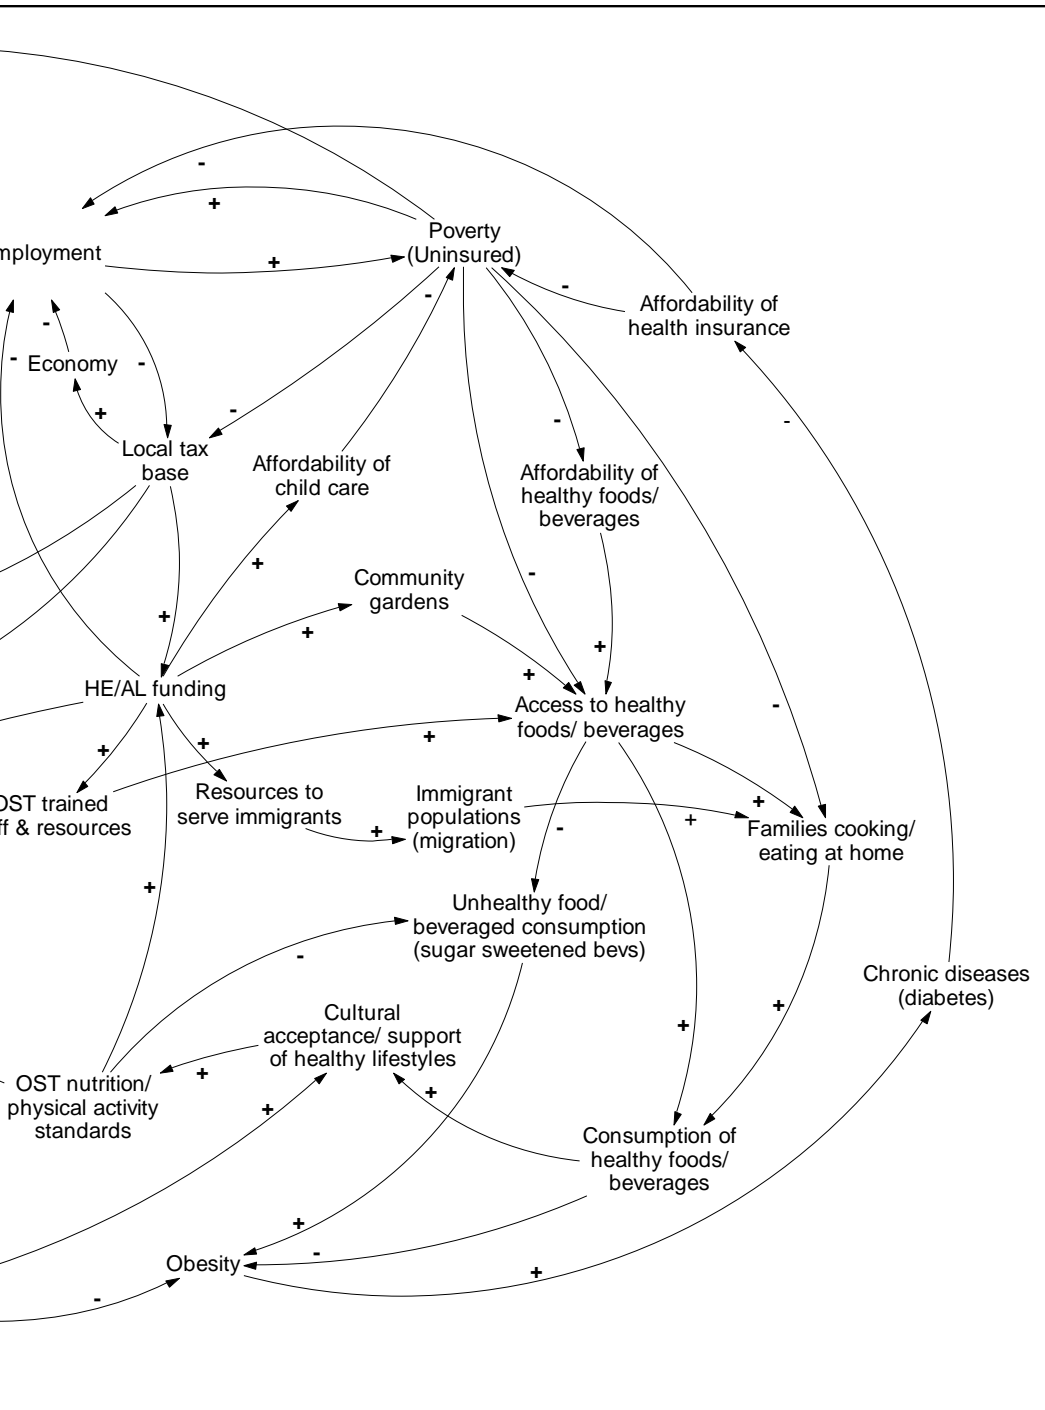 -
+
Poverty
(Uninsured)
mployment
+
-
-
Affordability of
health insurance
-
-
Economy
-
+
-
-
-
Local tax
base
Affordability of
child care
Affordability of
healthy foods/
beverages
+
-
Community
gardens
+
+
+
+
HE/AL funding
Access to healthy
foods/ beverages
-
+
+
+
OST trained
ff & resources
Resources to
serve immigrants
Immigrant
populations
(migration)
+
+
+
-
Families cooking/
eating at home
+
Unhealthy food/
beveraged consumption
(sugar sweetened bevs)
-
Chronic diseases
(diabetes)
Cultural
acceptance/ support
of healthy lifestyles
+
+
+
OST nutrition/
physical activity
standards
+
+
Consumption of
healthy foods/
beverages
+
-
Obesity
+
-